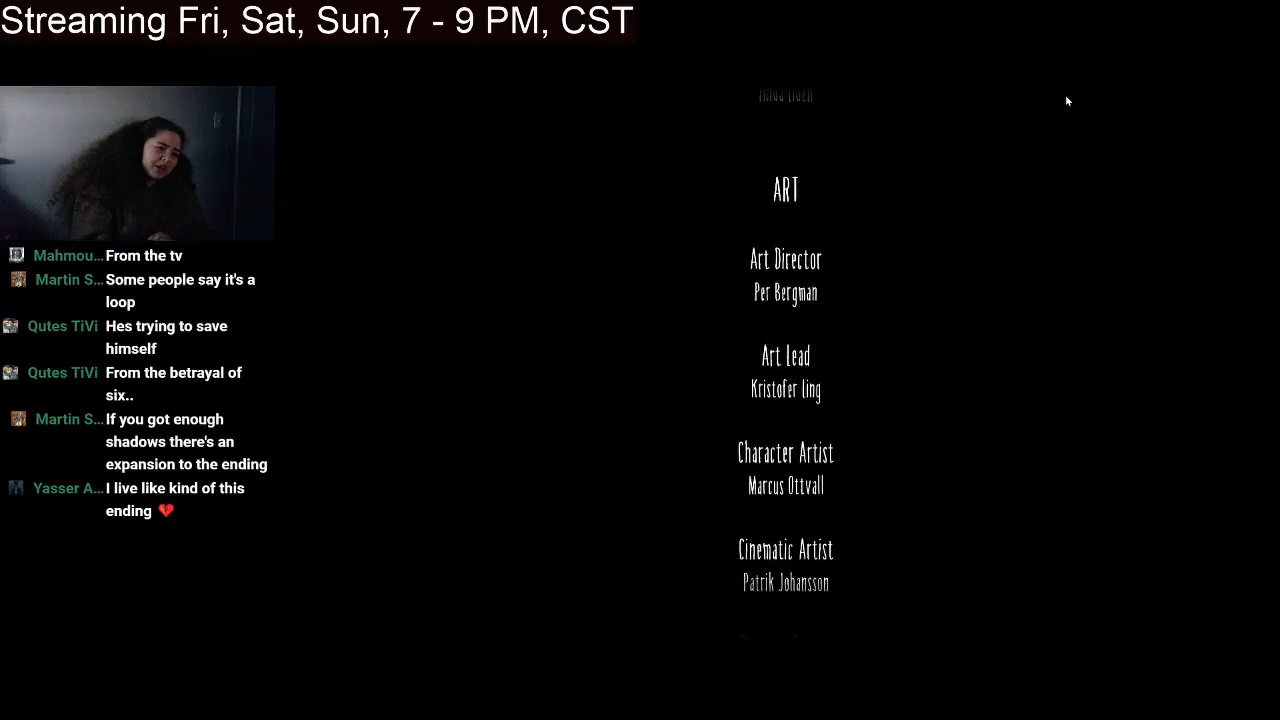 Streaming Fri, Sat, Sun, 7 - 9 PM, CST
Mahmou... From the tv
Martin S... Some people say it's a
loop
Qutes TiVi Hes trying to save
himself
Qutes TiVi From the betrayal of
six..
Martin S... If you got enough
shadows there's an
expansion to the ending
Yasser A... I live like kind of this
ending 💔
ART
Art Director
Per Bergman
Art Lead
Kristofer Ling
Character Artist
Marcus Ottvall
Cinematic Artist
Patrik Johansson